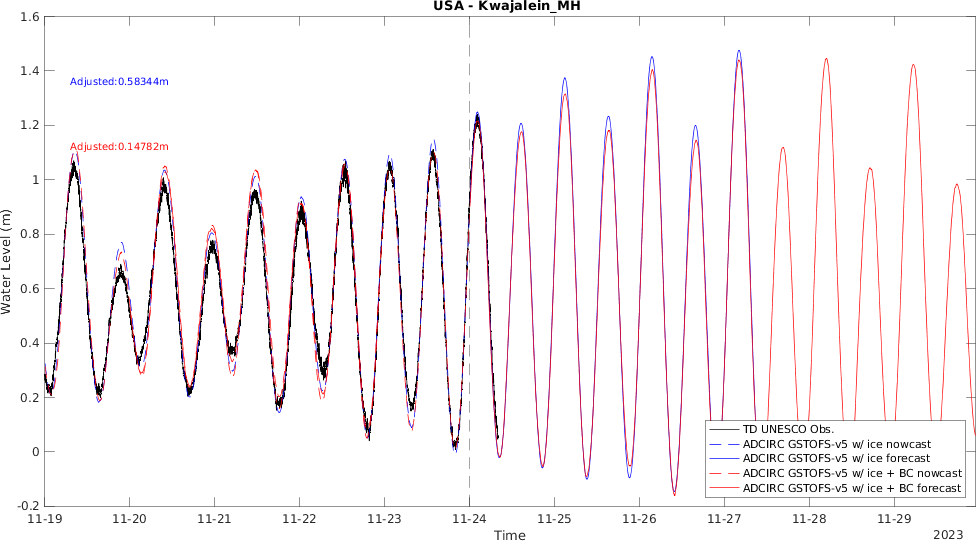 USA - Kwajalein_MH
1.6
1.4
1.2
1
0.8
0.6
0.4
0.2
0
-0.2
Water Level (m)
Adjusted:0.58344m
Adjusted:0.14782m
TD UNESCO Obs.
ADCIRC GSTOFS-v5 w/ ice nowcast
ADCIRC GSTOFS-v5 w/ ice forecast
ADCIRC GSTOFS-v5 w/ ice + BC nowcast
ADCIRC GSTOFS-v5 w/ ice + BC forecast
11-19 11-20 11-21 11-22 11-23 11-24 11-25 11-26 11-27 11-28 11-29
Time
2023